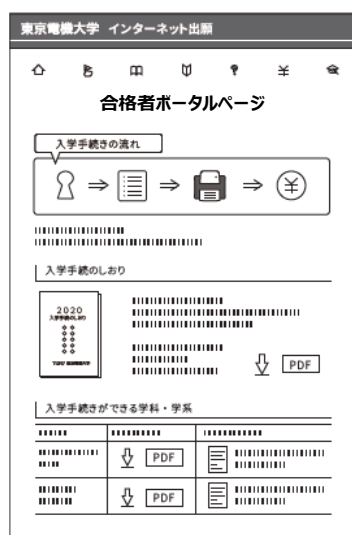 東京電機大学 インターネット出願
合格者ポータルページ
入学手続きの流れ
入学手続のしおり
2020
入学手続のしおり
PDF
入学手続きができる学科・学系
PDF
PDF